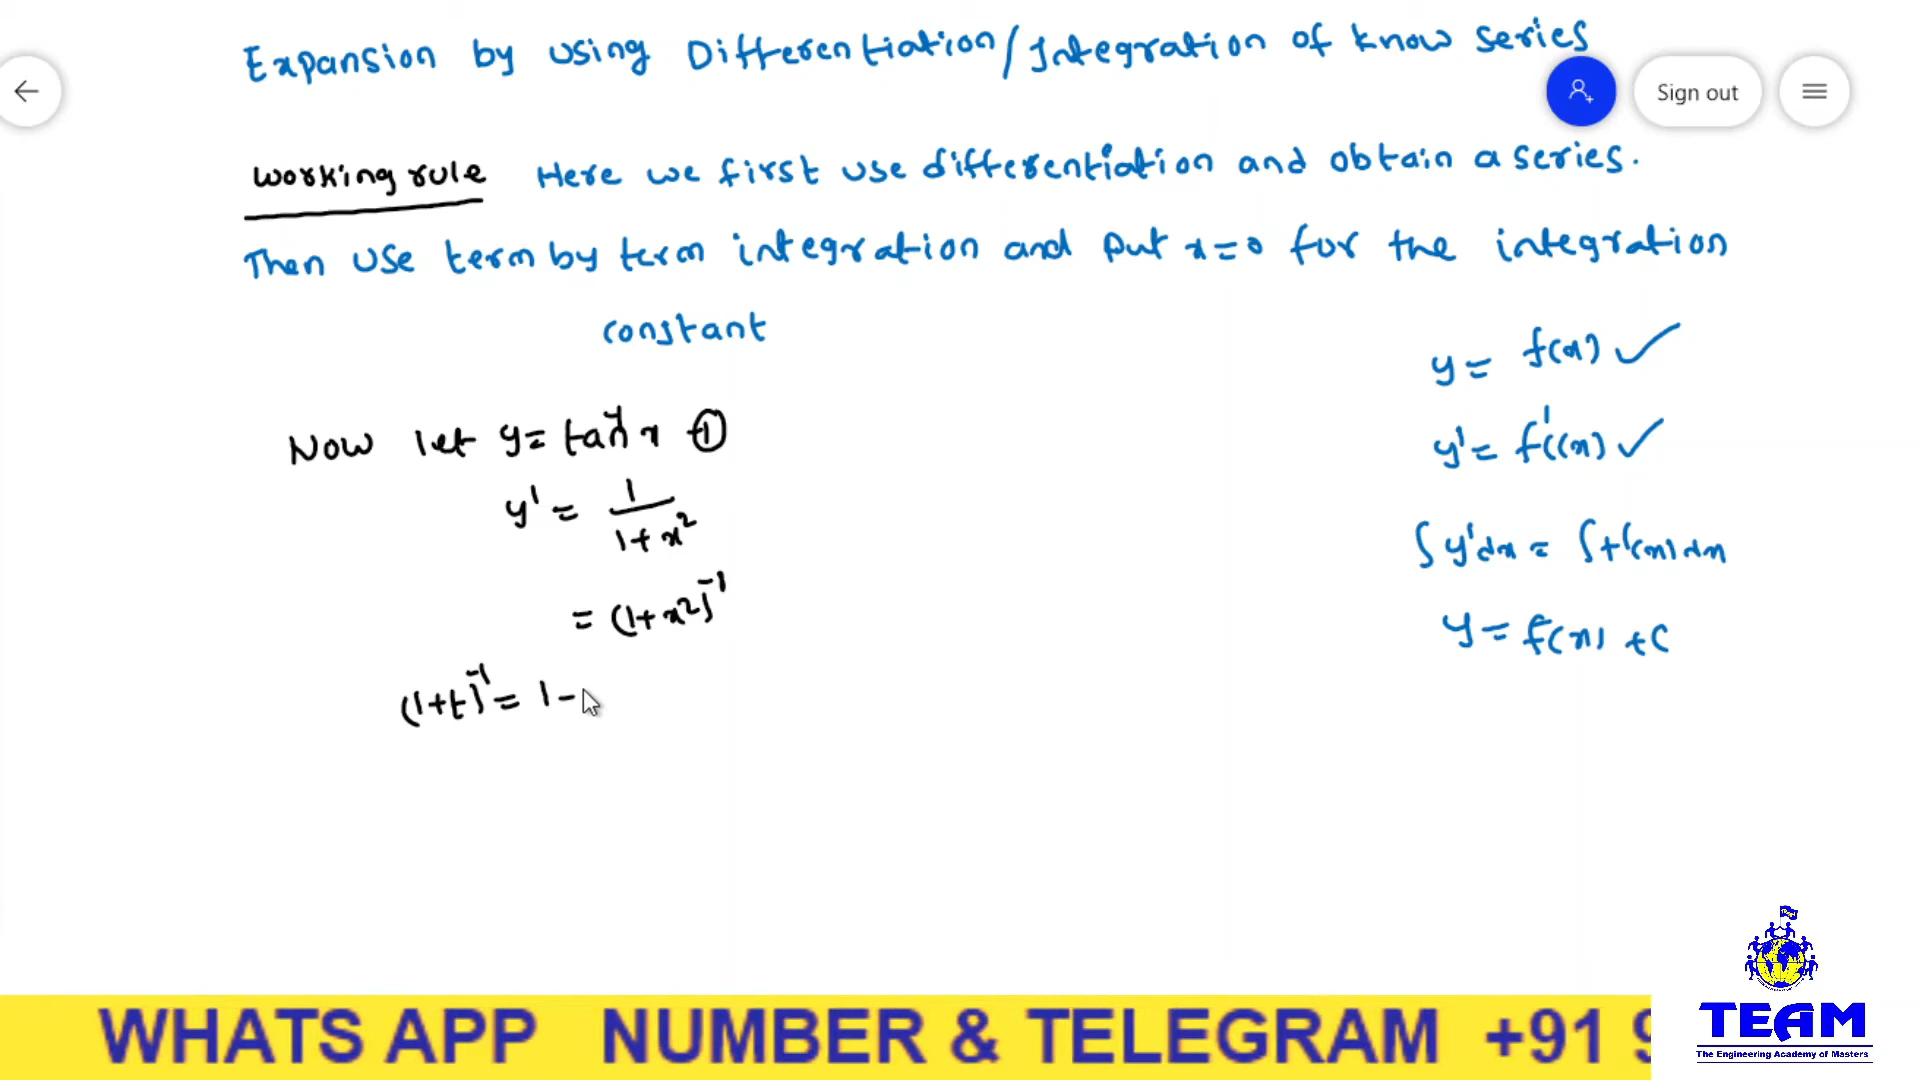 Expansion by using Differentiation/Integration of know series
Sign out
working rule Here we first use differentiation and obtain a series.
Then use term by term integration and put x=0 for the integration
constant
y = f(x) ✓
Now let y = tan⁻¹ x ①
y' = f'(x) ✓
y' = 1/(1+x²)
∫ y'dx = ∫ f'(x) dx
= (1+x²)⁻¹
y = f(x) + C
(1+t)⁻¹ = 1 -
WHATS APP NUMBER & TELEGRAM +91 9
TEAM
The Engineering Academy of Masters